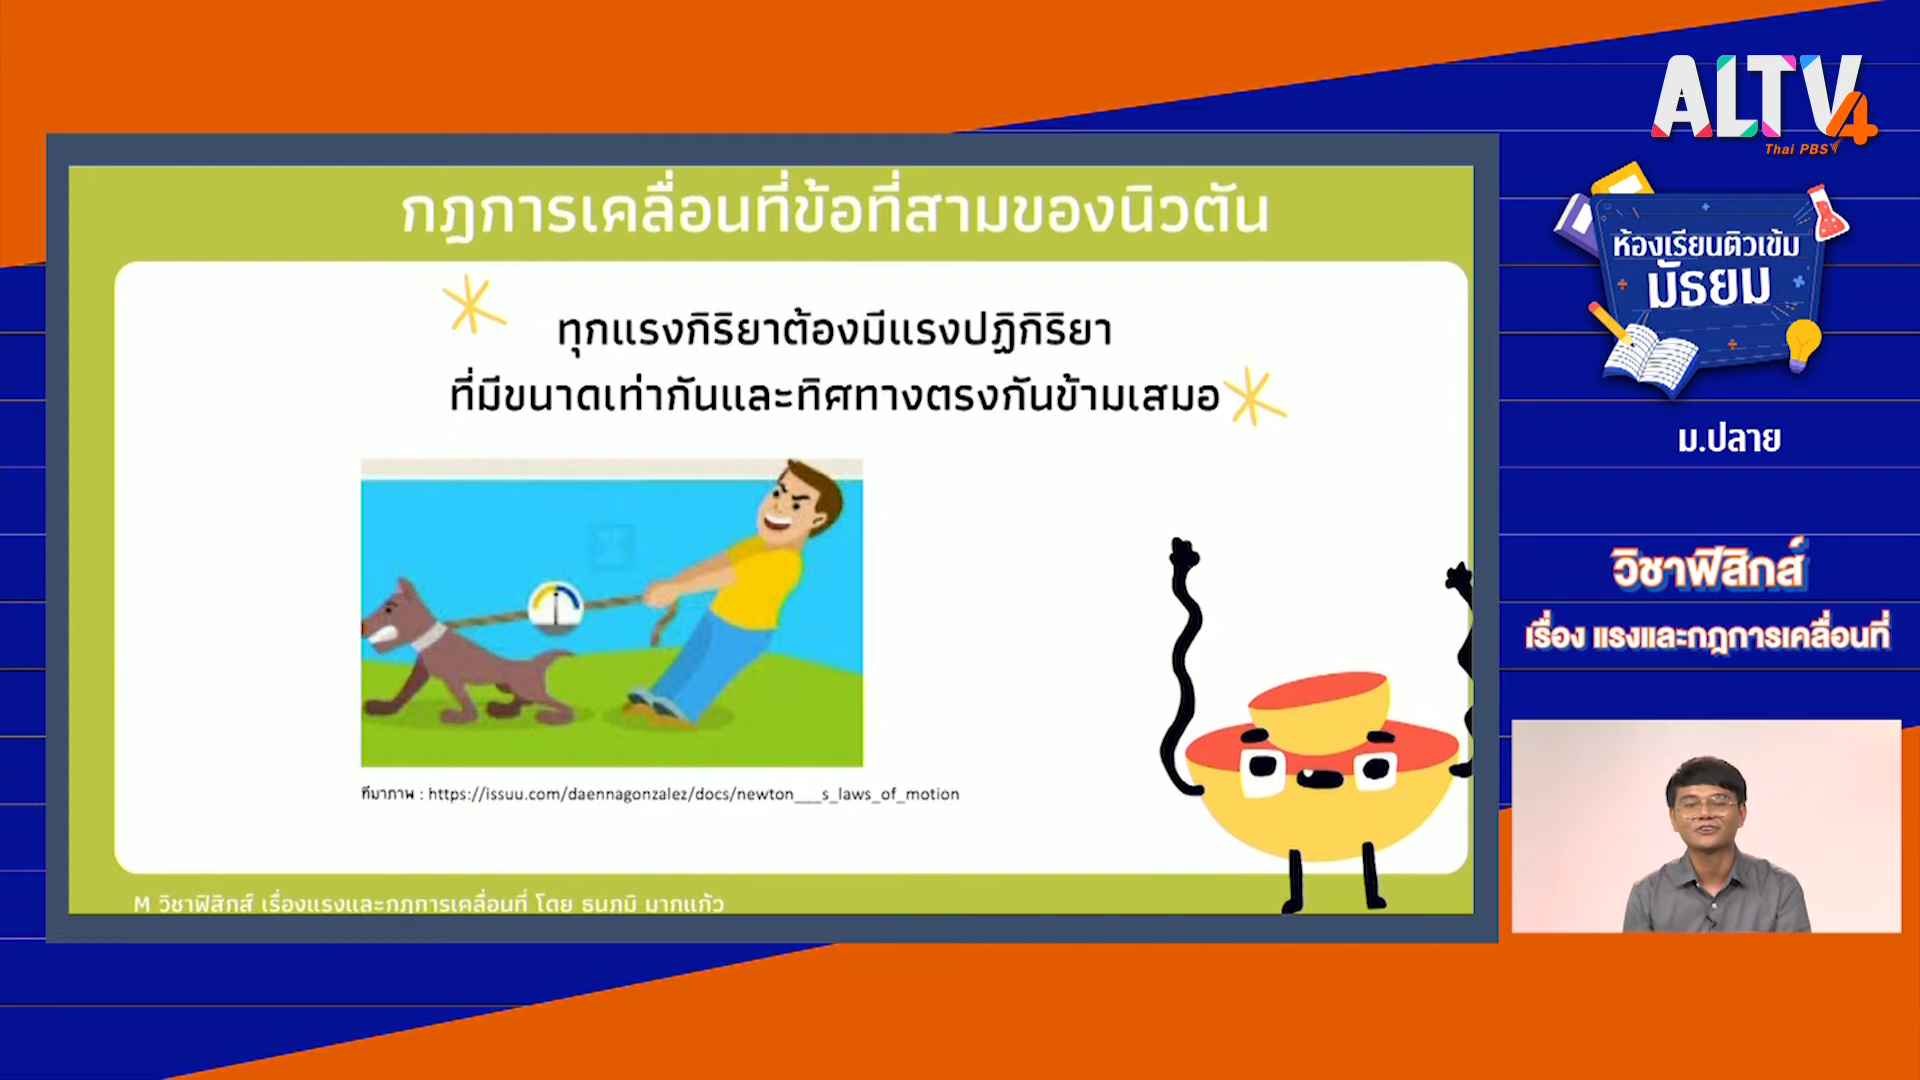 กฎการเคลื่อนที่ข้อที่สามของนิวตัน
ทุกแรงกิริยาต้องมีแรงปฏิกิริยา
ที่มีขนาดเท่ากันและทิศทางตรงกันข้ามเสมอ
ที่มาภาพ : https://issuu.com/daennagonzalez/docs/newton___s_laws_of_motion
M วิชาฟิสิกส์ เรื่องแรงและกฎการเคลื่อนที่ โดย ธนภูมิ มากแก้ว
ALTV4
Thai PBS
ห้องเรียนติวเข้ม
มัธยม
ม.ปลาย
วิชาฟิสิกส์
เรื่อง แรงและกฎการเคลื่อนที่